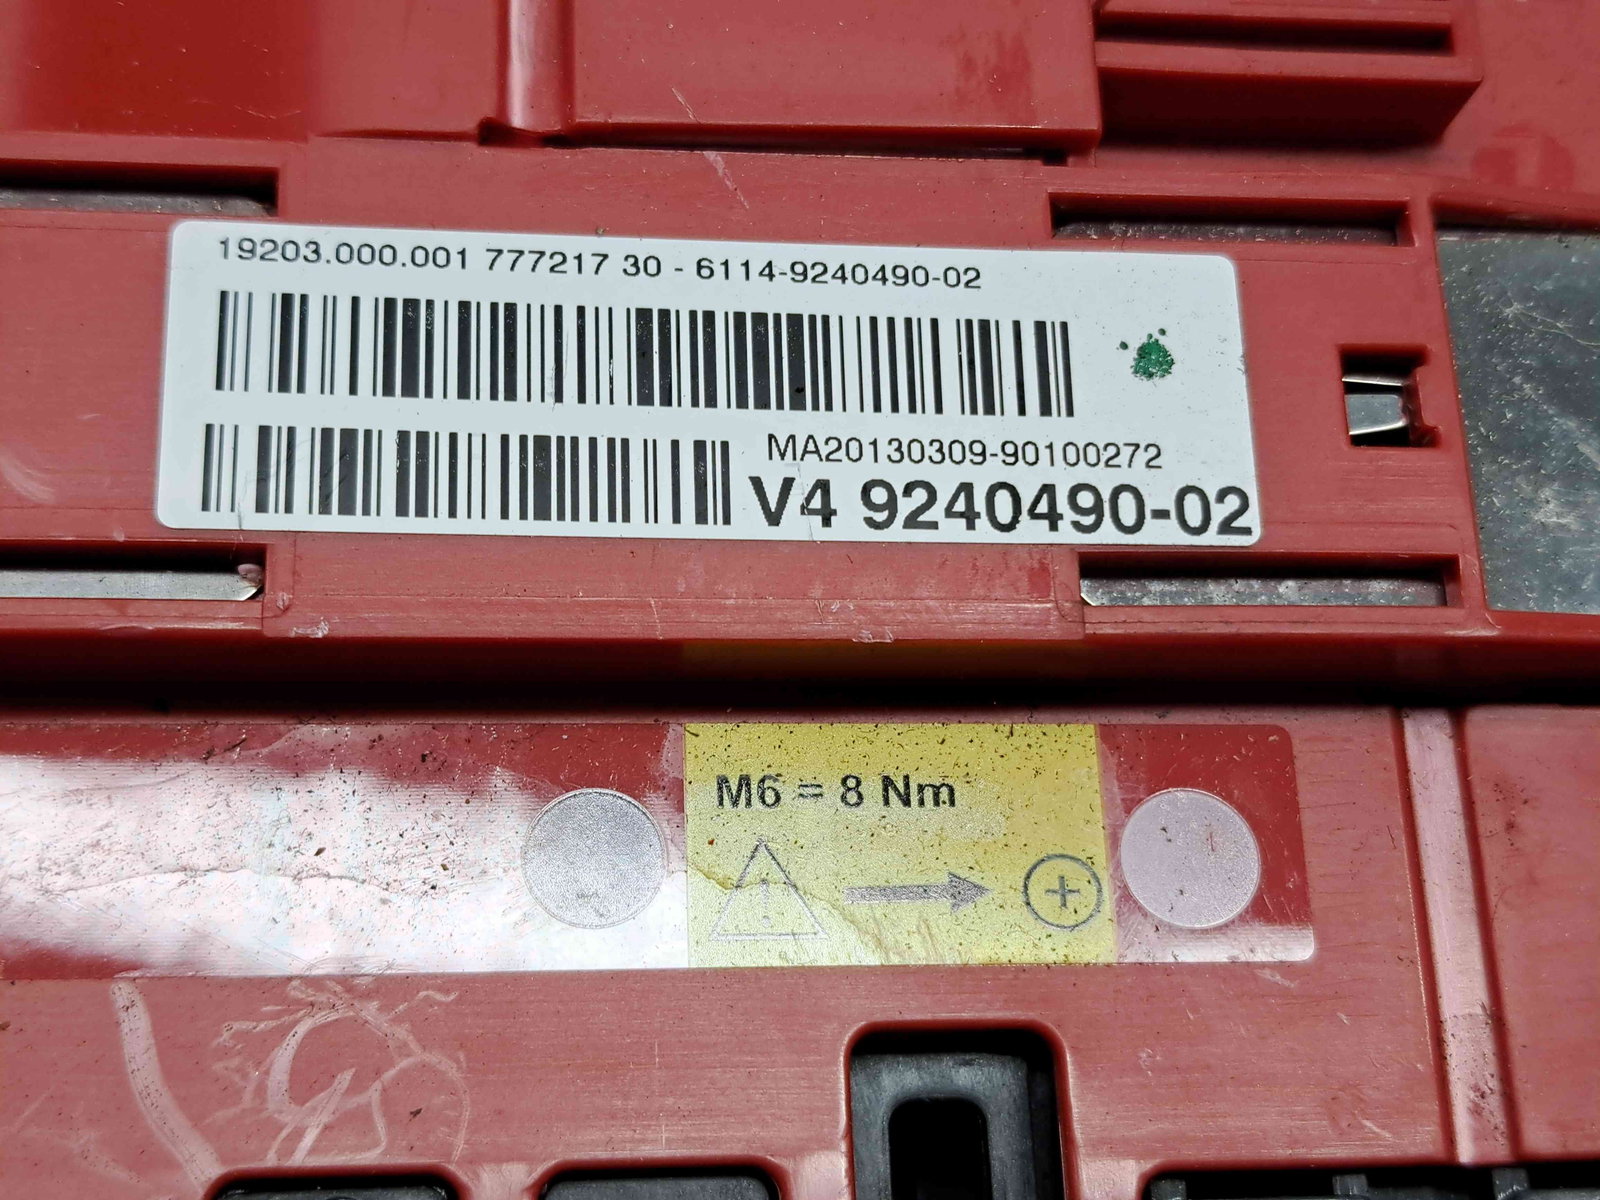 19203.000.001 777217 30 - 6114-9240490-02
MA20130309-90100272
V4 9240490-02
M6 = 8 Nm